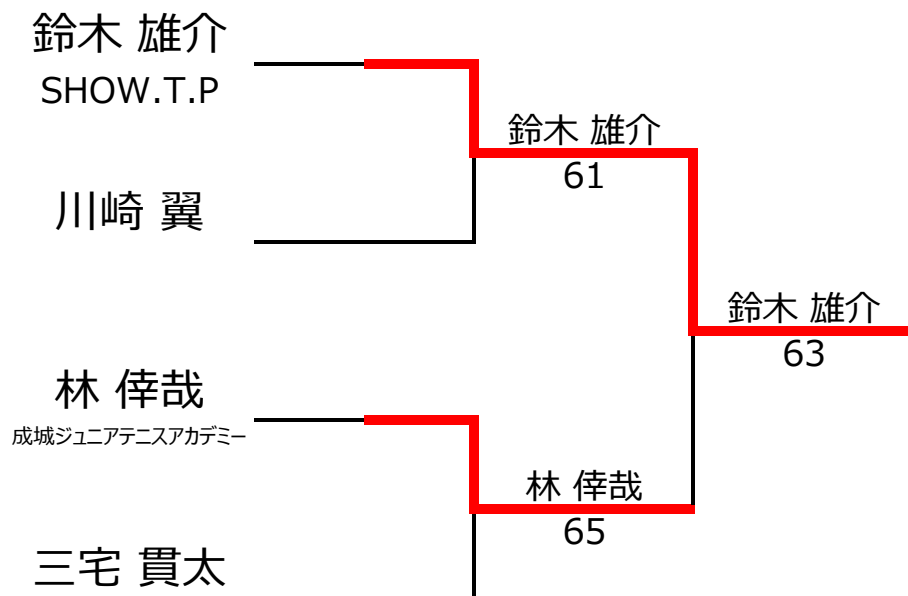 鈴木 雄介
SHOW.T.P
鈴木 雄介
61
川崎 翼
鈴木 雄介
63
林 倖哉
成城ジュニアテニスアカデミー
林 倖哉
65
三宅 貫太